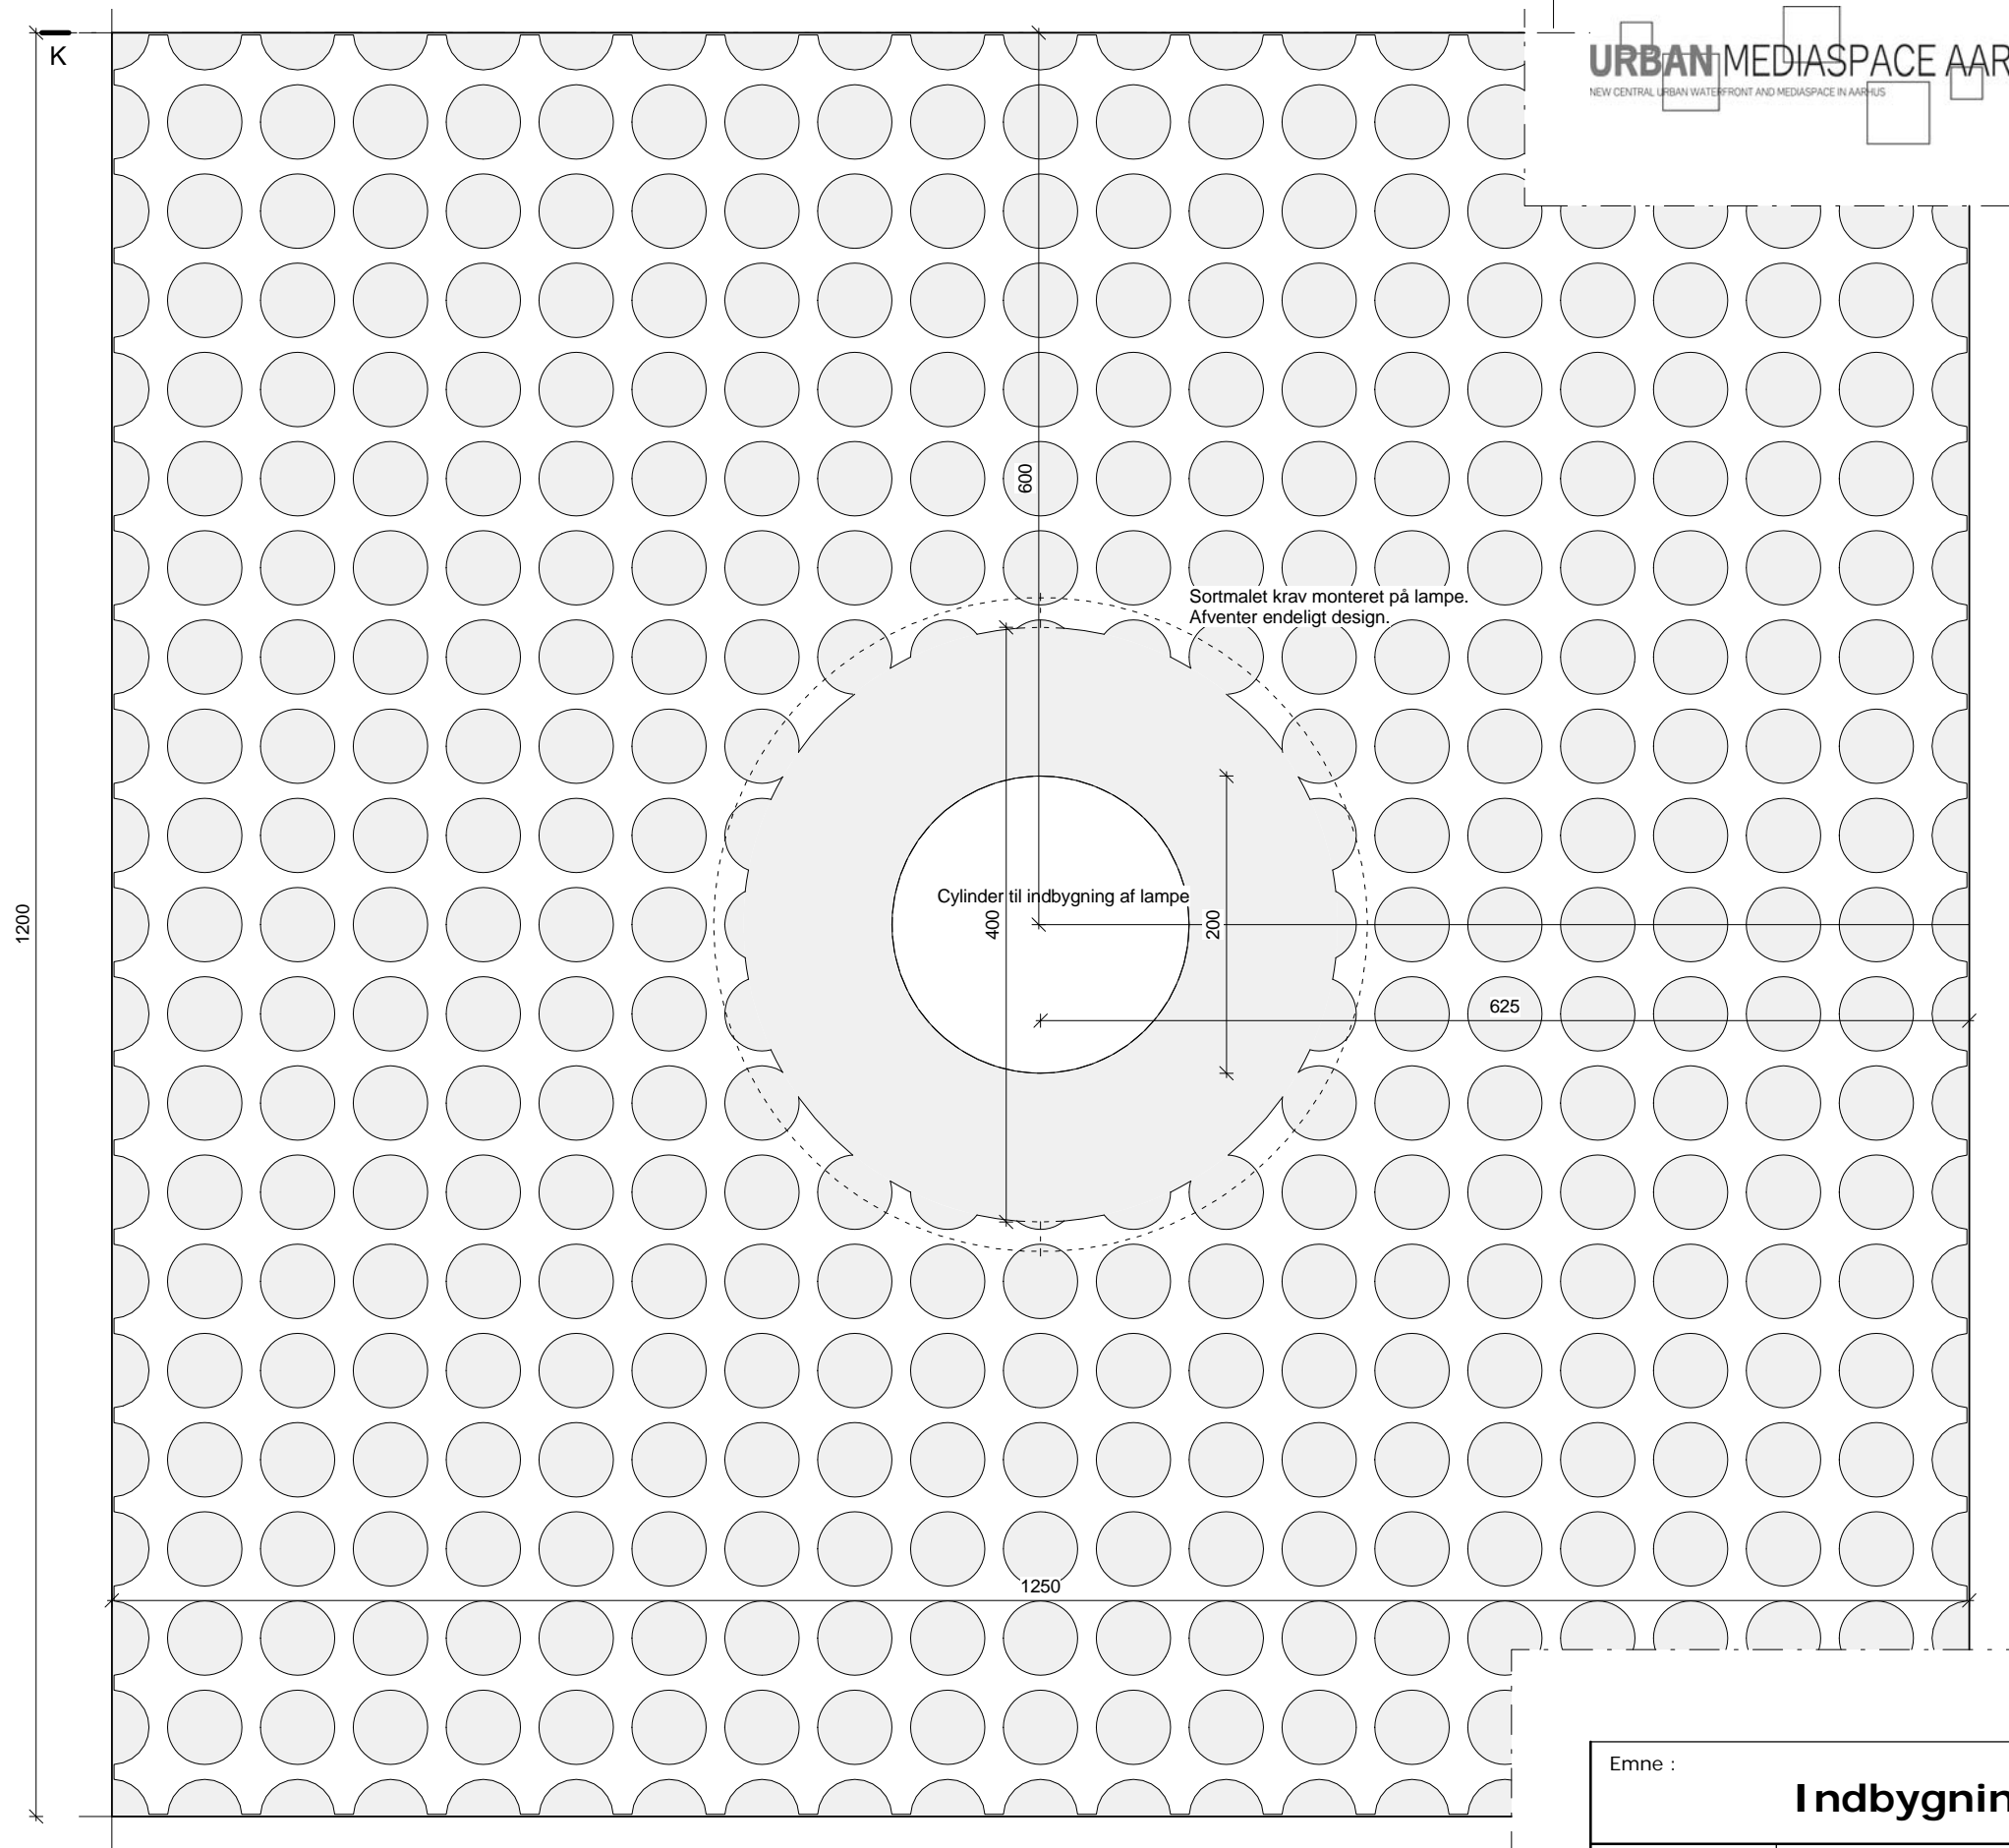 K
URBAN MEDIASPACE AAR
NEW CENTRAL URBAN WATERFRONT AND MEDIASPACE IN AARHUS
600
Sortmalet krav monteret på lampe.
Afventer endeligt design.
Cylinder til indbygning af lampe
1200
400
200
625
1250
Emne :
Indbygnin